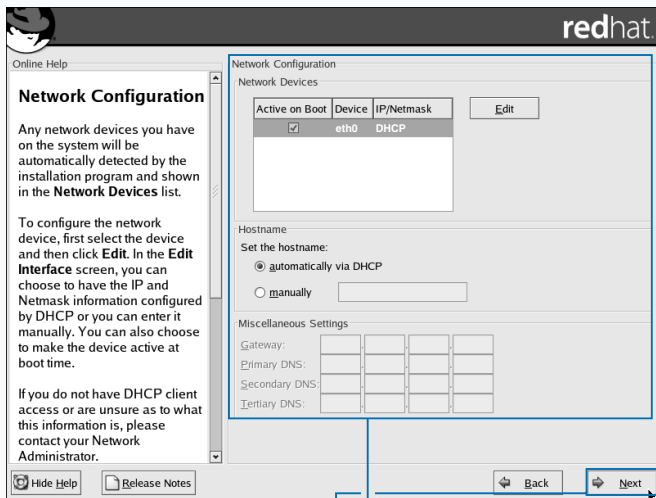 redhat.
Online Help
Network Configuration
Any network devices you have
on the system will be
automatically detected by the
installation program and shown
in the Network Devices list.
To configure the network
device, first select the device
and then click Edit. In the Edit
Interface screen, you can
choose to have the IP and
Netmask information configured
by DHCP or you can enter it
manually. You can also choose
to make the device active at
boot time.
If you do not have DHCP client
access or are unsure as to what
this information is, please
contact your Network
Administrator.
Network Configuration
Network Devices
Active on Boot Device IP/Netmask
eth0 DHCP
Edit
Hostname
Set the hostname:
automatically via DHCP
manually
Miscellaneous Settings
Gateway:
Primary DNS:
Secondary DNS:
Tertiary DNS:
Hide Help
Release Notes
Back
Next